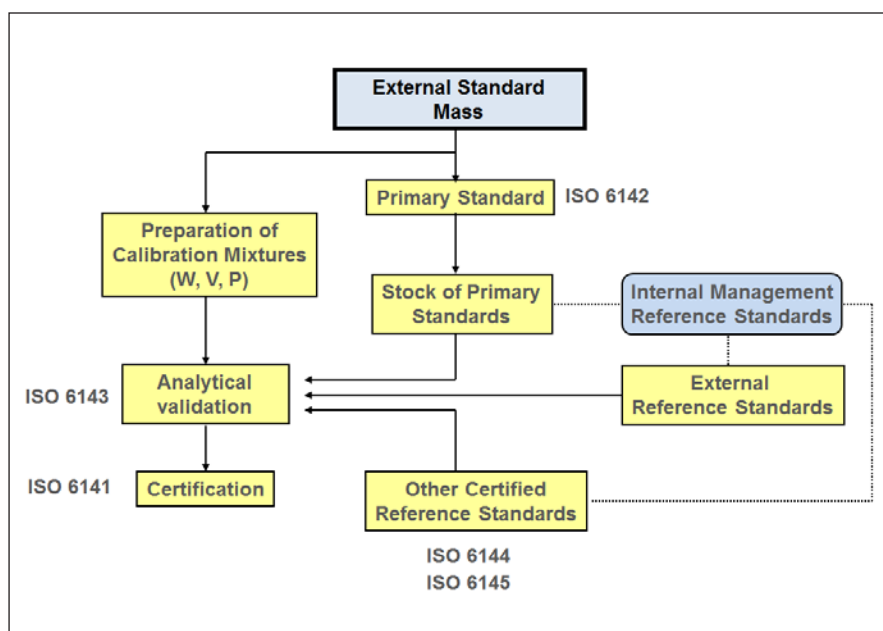 External Standard
Mass
Primary Standard
ISO 6142
Preparation of
Calibration Mixtures
(W, V, P)
Stock of Primary
Standards
Internal Management
Reference Standards
ISO 6143
Analytical
validation
External
Reference Standards
ISO 6141
Certification
Other Certified
Reference Standards
ISO 6144
ISO 6145